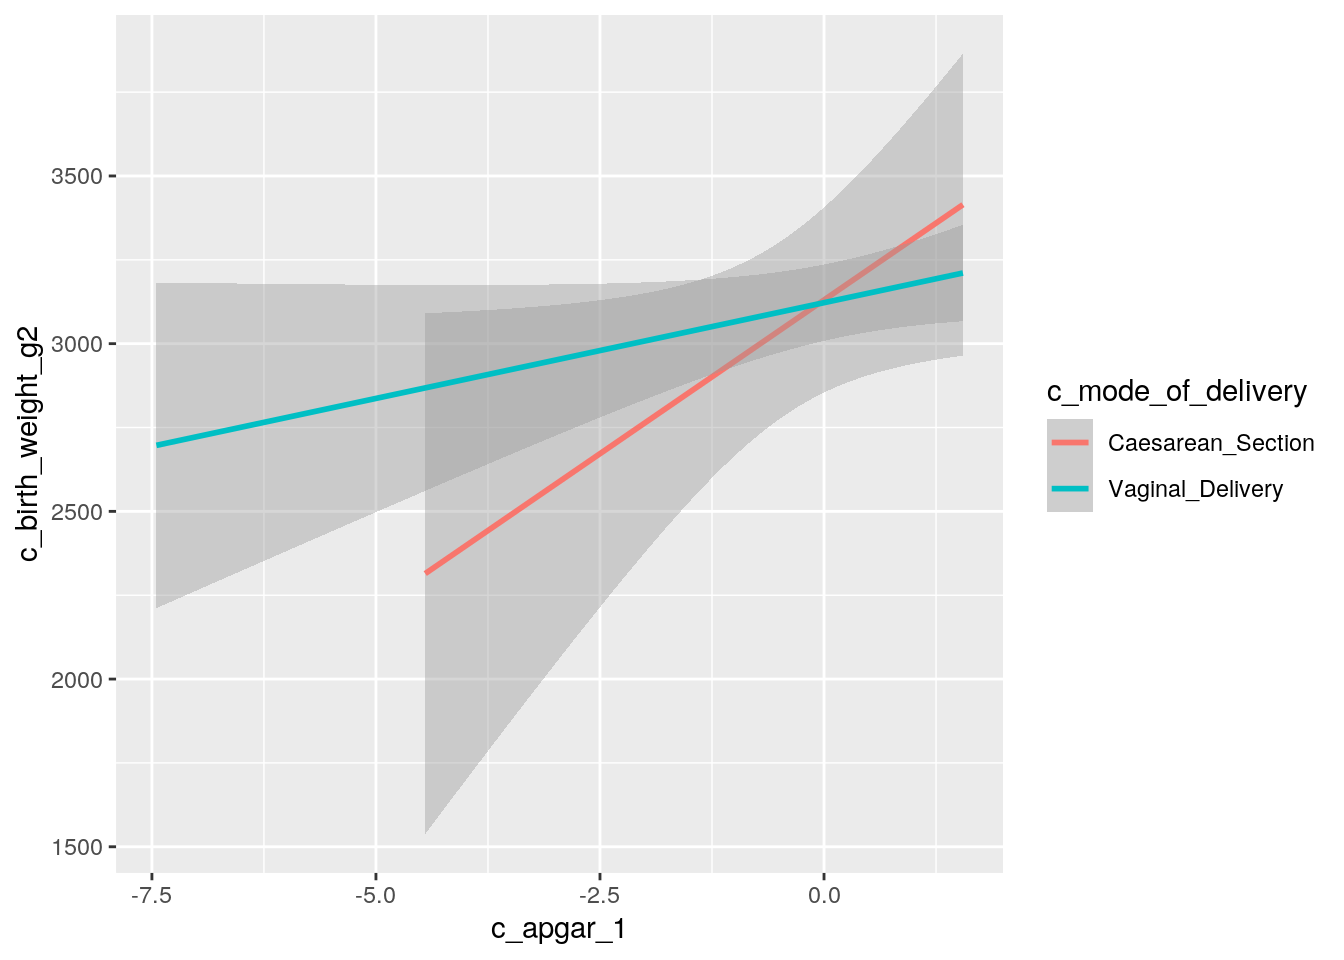 c_birth_weight_g2
3500
3000
2500
2000
1500
-7.5
-5.0
-2.5
0.0
c_apgar_1
c_mode_of_delivery
Caesarean_Section
Vaginal_Delivery